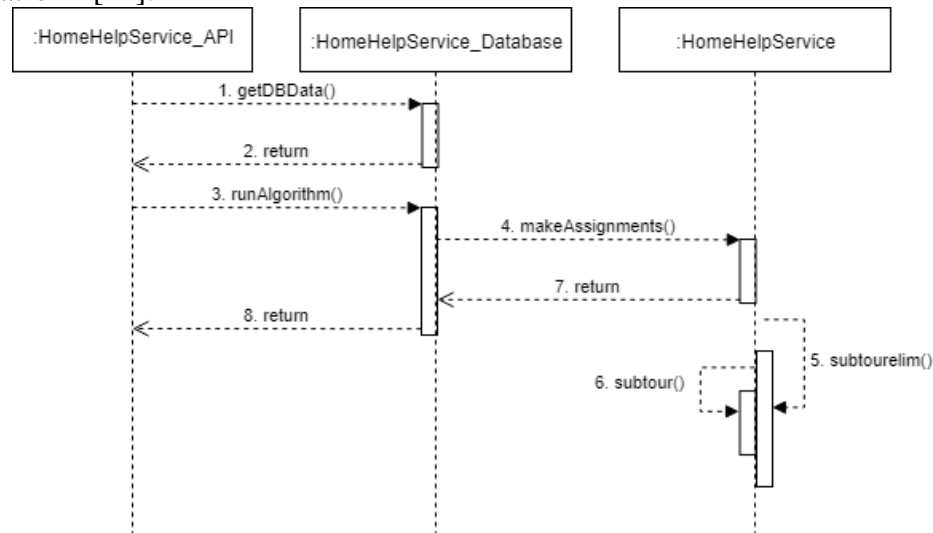 :HomeHelpService_API
:HomeHelpService_Database
:HomeHelpService
1. getDBData()
2. return
3. runAlgorithm()
4. makeAssignments()
7. return
8. return
5. subtourelim()
6. subtour()